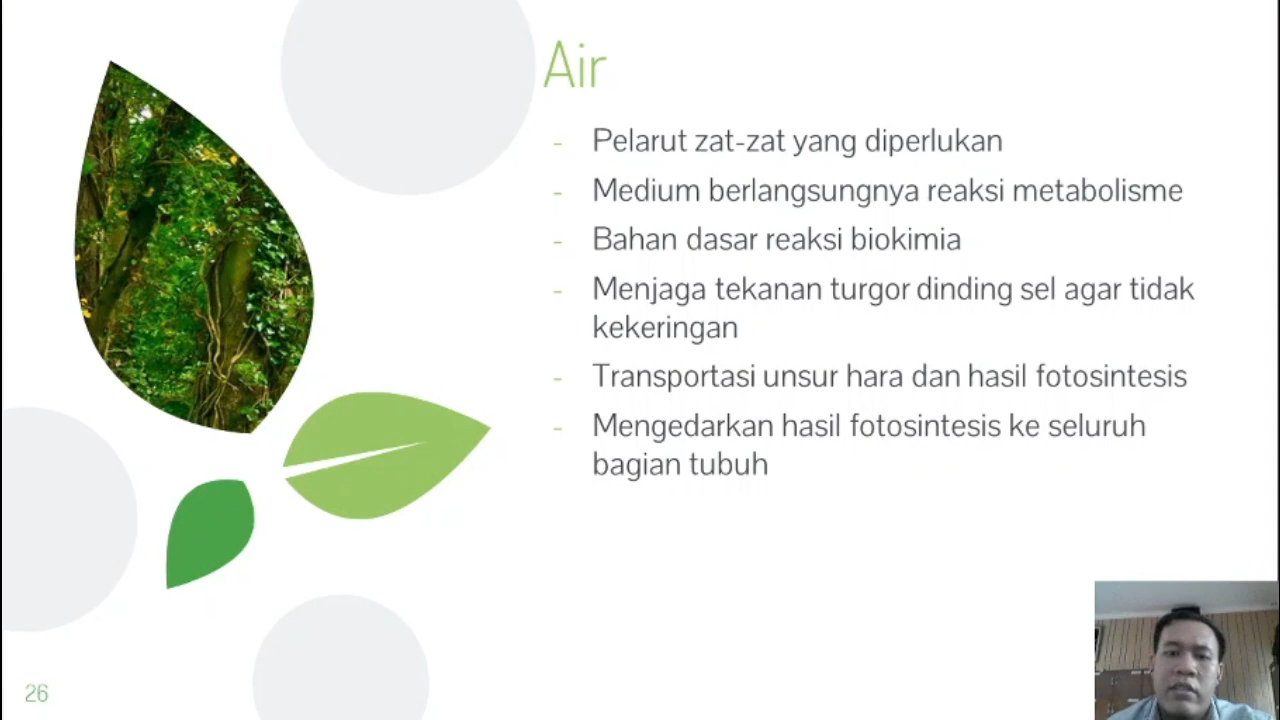 Air
- Pelarut zat-zat yang diperlukan
- Medium berlangsungnya reaksi metabolisme
- Bahan dasar reaksi biokimia
- Menjaga tekanan turgor dinding sel agar tidak
kekeringan
- Transportasi unsur hara dan hasil fotosintesis
- Mengedarkan hasil fotosintesis ke seluruh
bagian tubuh
26